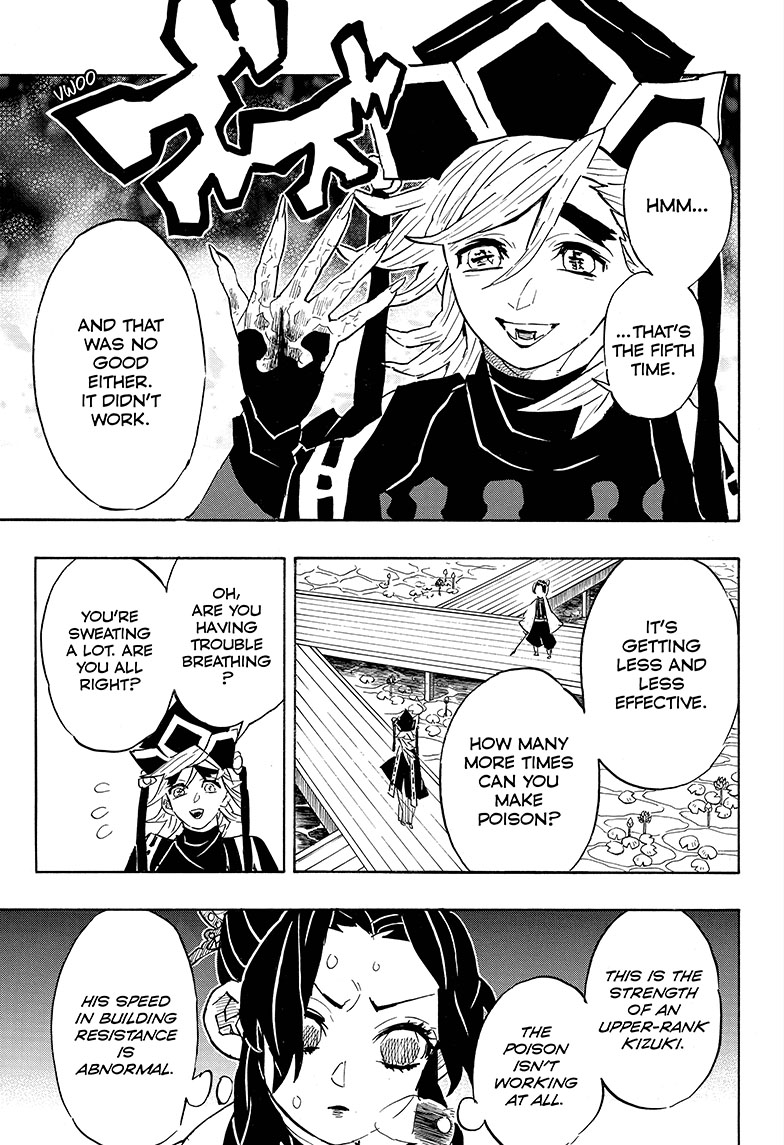 VWOO
HMM...
...THAT'S
THE FIFTH
TIME.
AND THAT
WAS NO
GOOD
EITHER.
IT DIDN'T
WORK.
IT'S
GETTING
LESS AND
LESS
EFFECTIVE.
HOW MANY
MORE TIMES
CAN YOU
MAKE
POISON?
OH,
ARE YOU
HAVING
TROUBLE
BREATHING
?
YOU'RE
SWEATING
A LOT. ARE
YOU ALL
RIGHT?
THIS IS THE
STRENGTH
OF AN
UPPER-RANK
KIZUKI.
THE
POISON
ISN'T
WORKING
AT ALL.
HIS SPEED
IN BUILDING
RESISTANCE
IS
ABNORMAL.